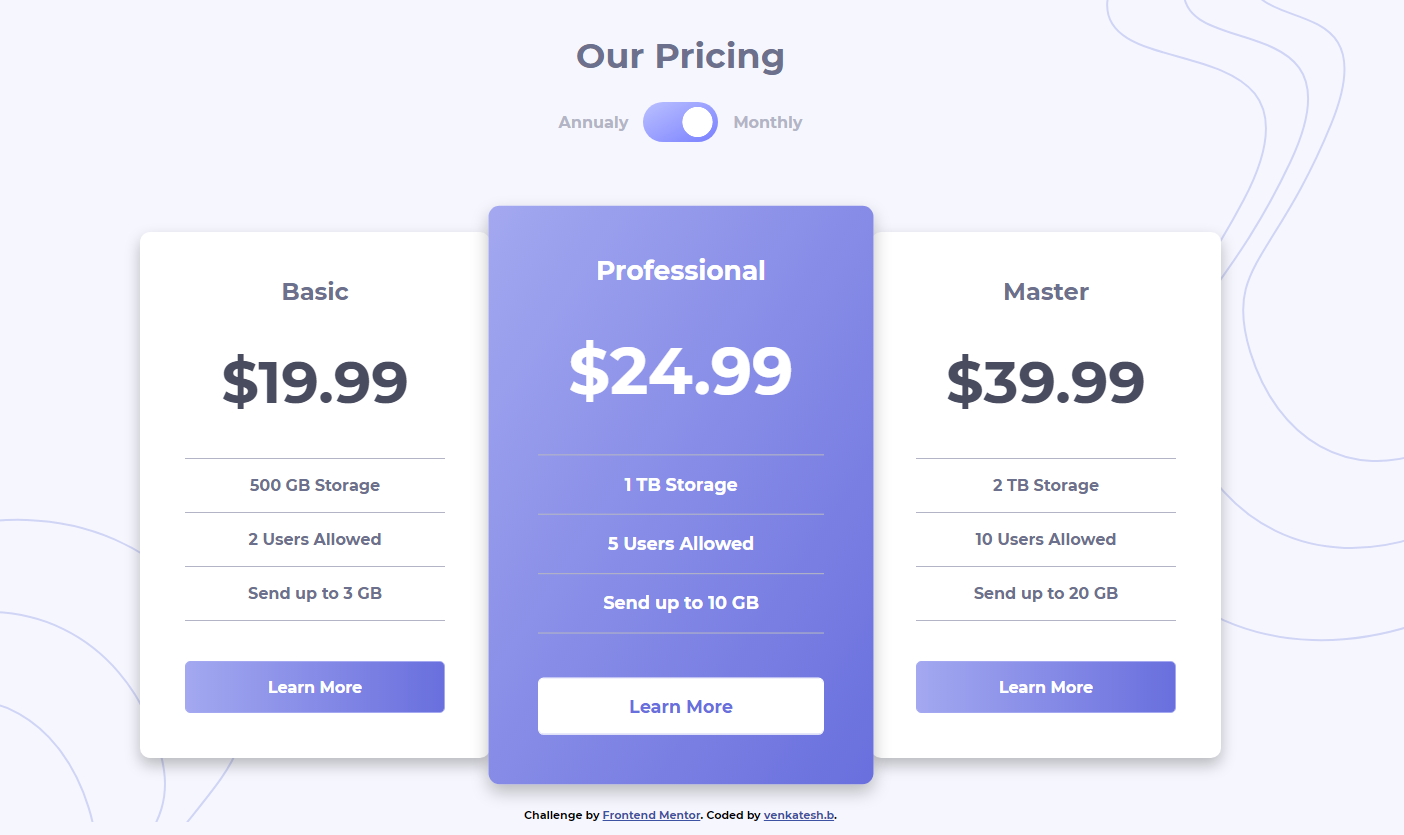 Our Pricing
Annualy Monthly
Basic
$19.99
500 GB Storage
2 Users Allowed
Send up to 3 GB
Learn More
Professional
$24.99
1 TB Storage
5 Users Allowed
Send up to 10 GB
Learn More
Master
$39.99
2 TB Storage
10 Users Allowed
Send up to 20 GB
Learn More
Challenge by Frontend Mentor. Coded by venkatesh.b.